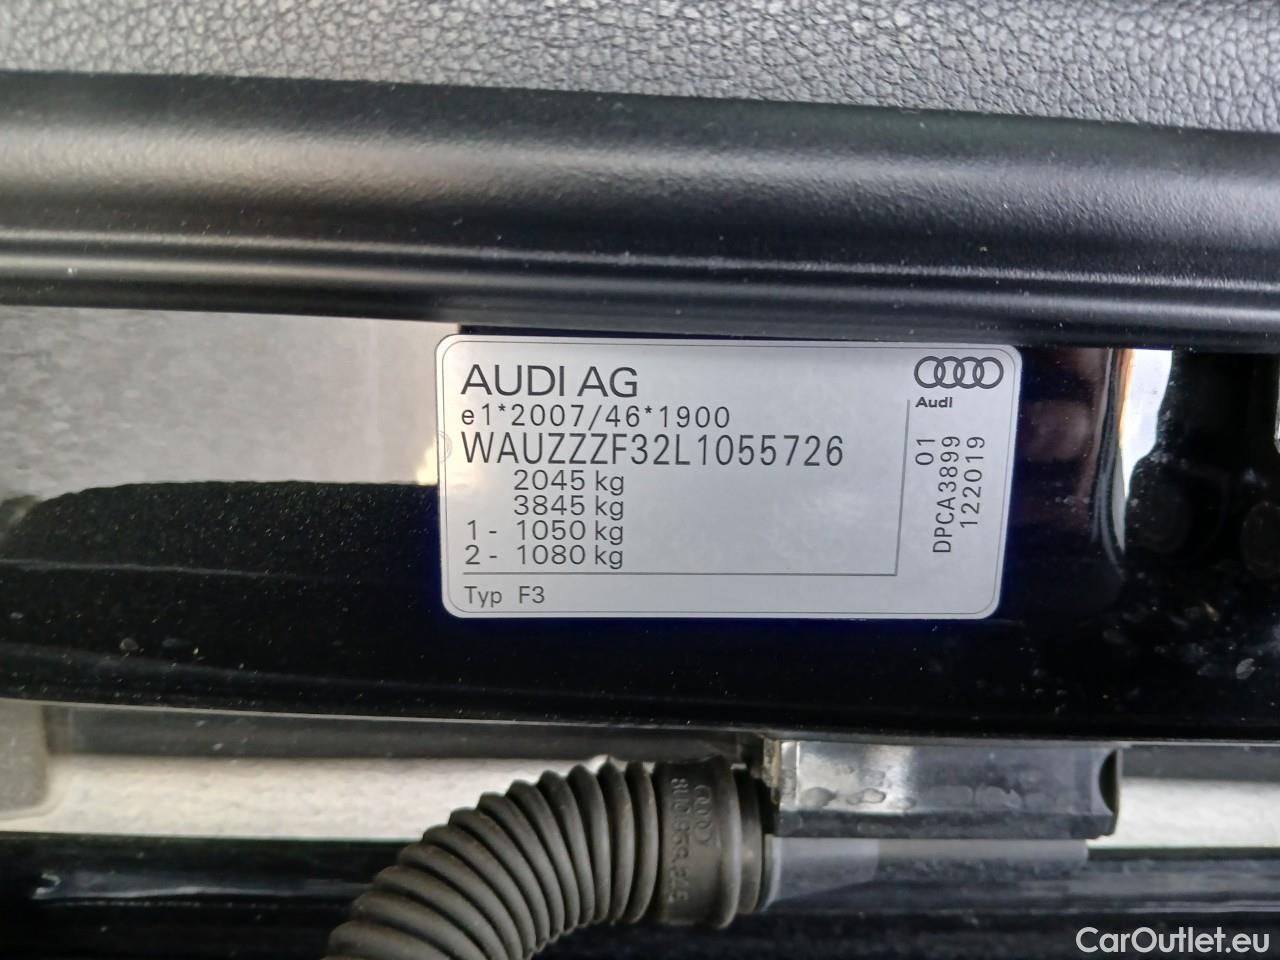 AUDI AG
e1*2007/46*1900
WAUZZZF32L1055726
2045 kg
3845 kg
1 - 1050 kg
2 - 1080 kg
Typ F3
Audi
01
DPCA3899
122019
CarOutlet.eu